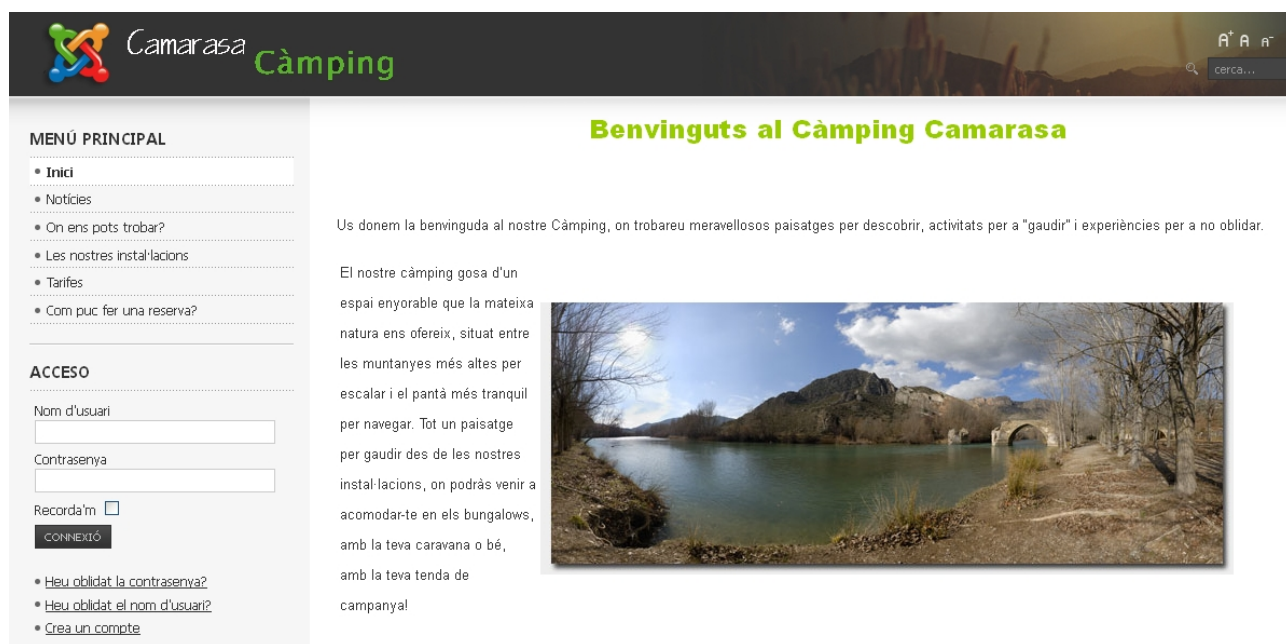 Camarasa
Càmping
A+ A A-
cerca...
MENÚ PRINCIPAL
Inici
Notícies
On ens pots trobar?
Les nostres instal·lacions
Tarifes
Com puc fer una reserva?
ACCESO
Nom d'usuari
Contrasenya
Recorda'm
CONNEXIÓ
Heu oblidat la contrasenya?
Heu oblidat el nom d'usuari?
Crea un compte
Benvinguts al Càmping Camarasa
Us donem la benvinguda al nostre Càmping, on trobareu meravellosos paisatges per descobrir, activitats per a "gaudir" i experiències per a no oblidar.
El nostre càmping gosa d'un
espai enyorable que la mateixa
natura ens ofereix, situat entre
les muntanyes més altes per
escalar i el pantà més tranquil
per navegar. Tot un paisatge
per gaudir des de les nostres
instal·lacions, on podràs venir a
acomodar-te en els bungalows,
amb la teva caravana o bé,
amb la teva tenda de
campanya!